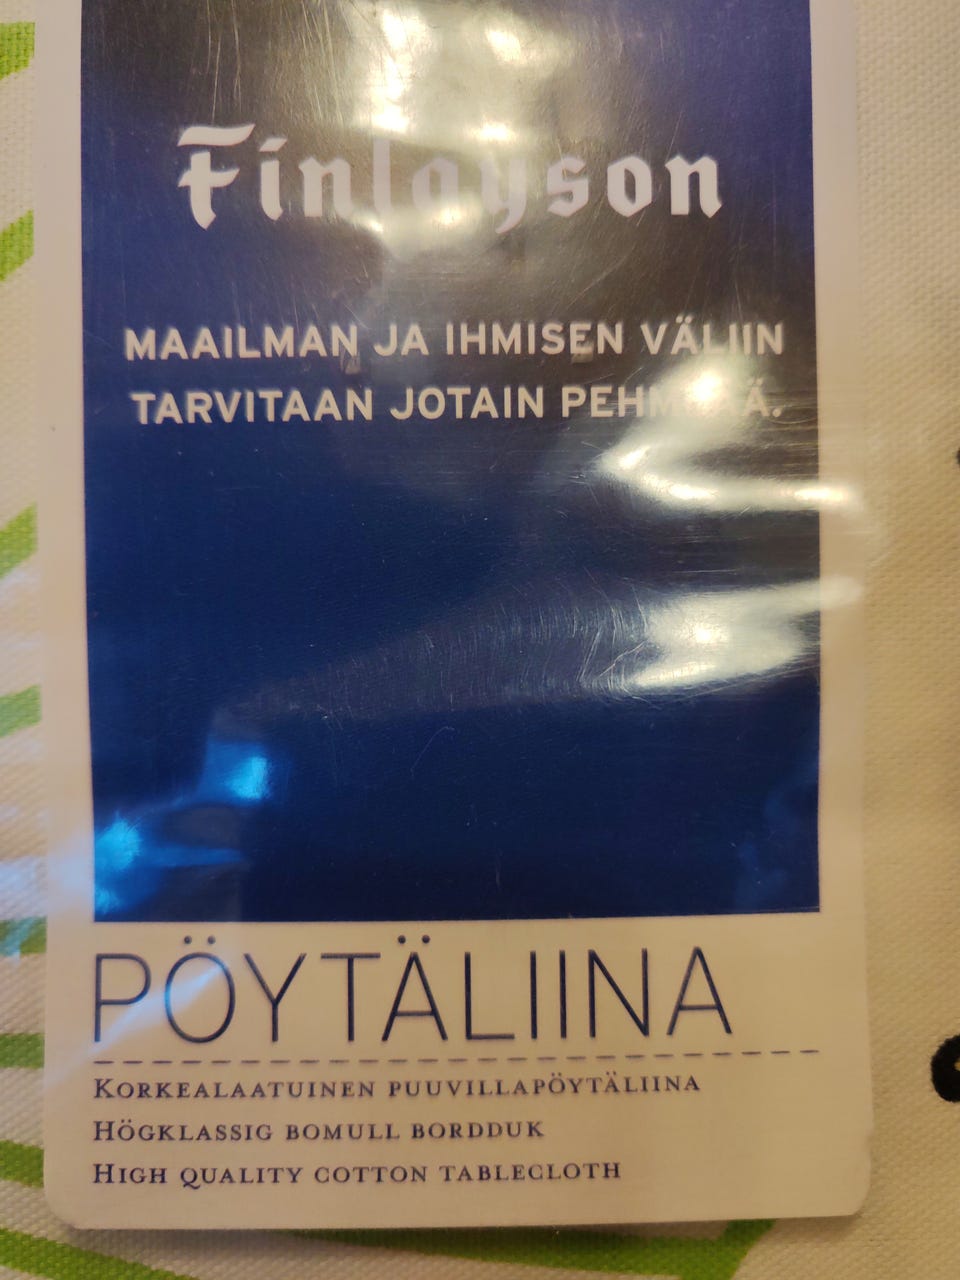 Finlayson
MAAILMAN JA IHMISEN VÄLIIN
TARVITAAN JOTAIN
PÖYTÄLIINA
KORKEALAATUINEN PUUVILLAPÖYTÄLIINA
HÖGKLASSIG BOMULL BORDDUK
HIGH QUALITY COTTON TABLECLOTH